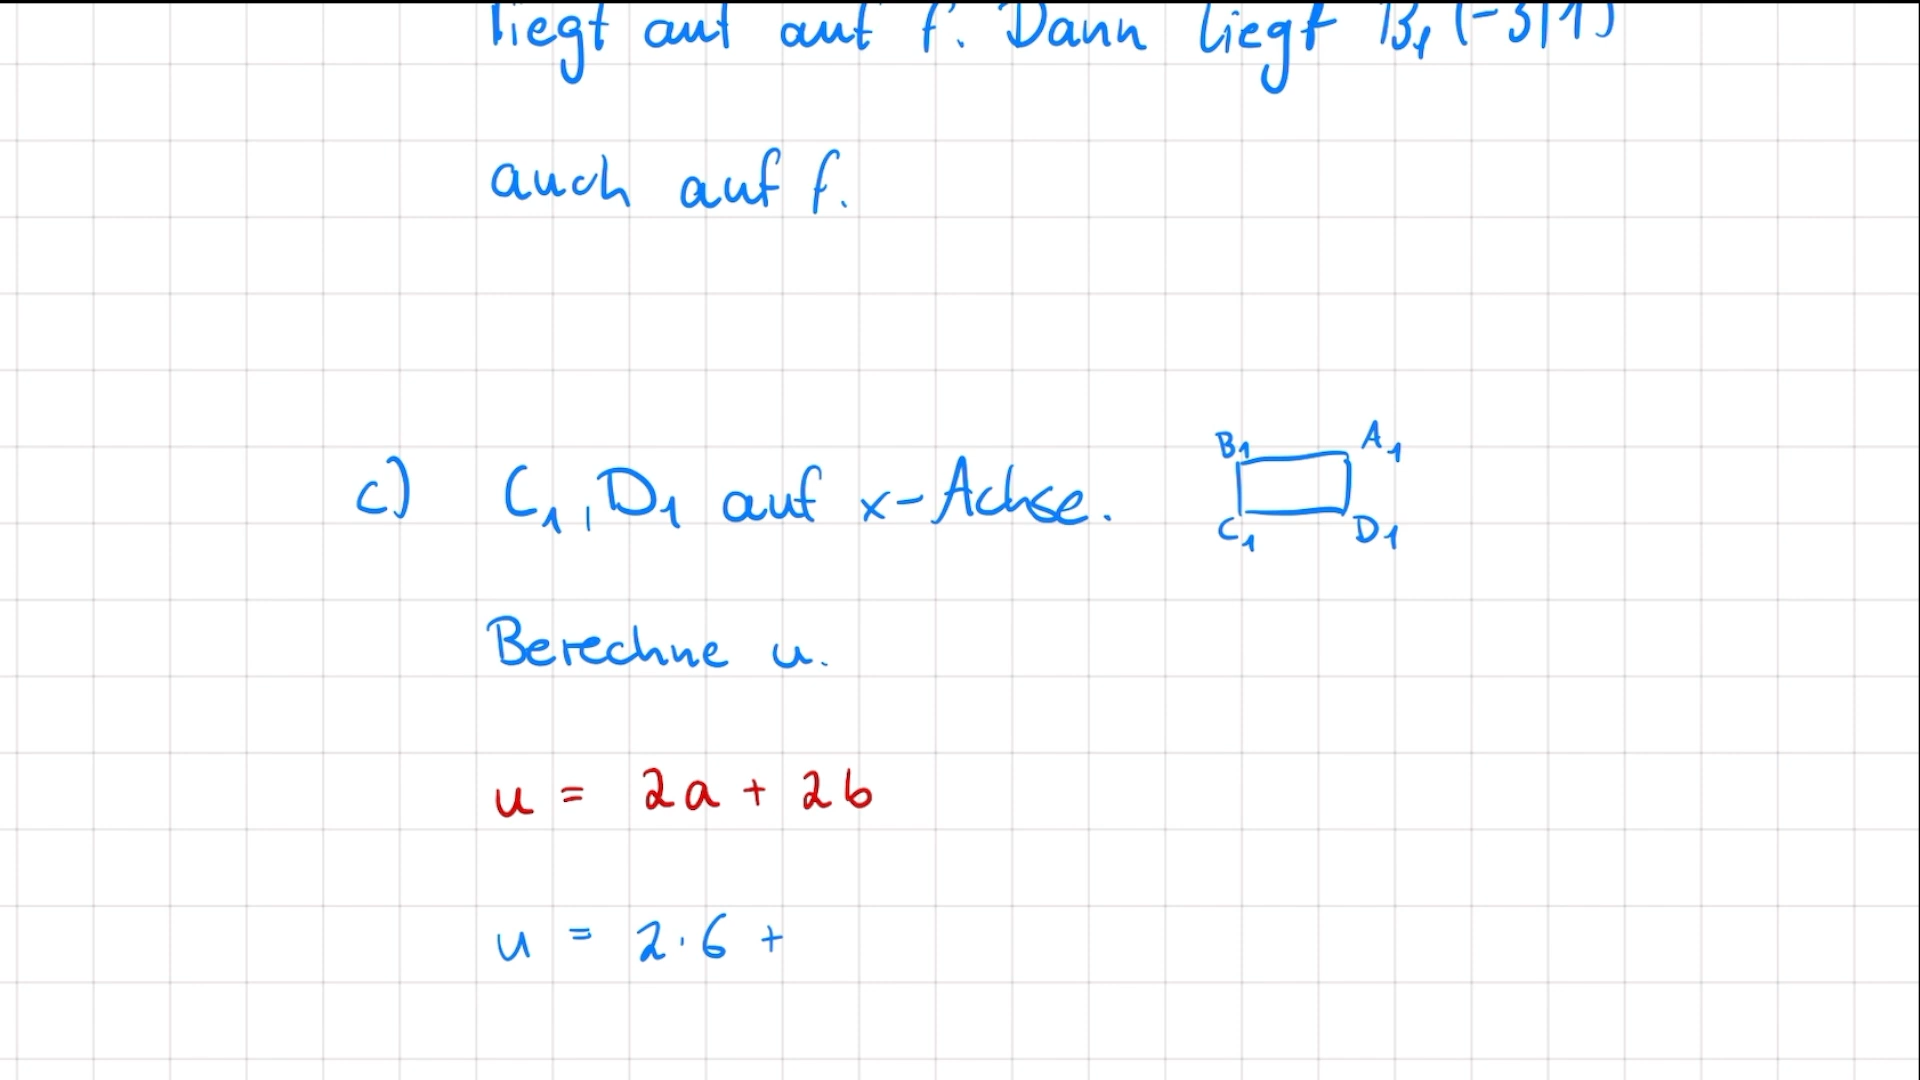 liegt auf auf f. Dann liegt B₁ (-3|1)
auch auf f.
c) C₁, D₁ auf x-Achse.
B₁ A₁
C₁ D₁
Berechne u.
u = 2a + 2b
u = 2·6 +